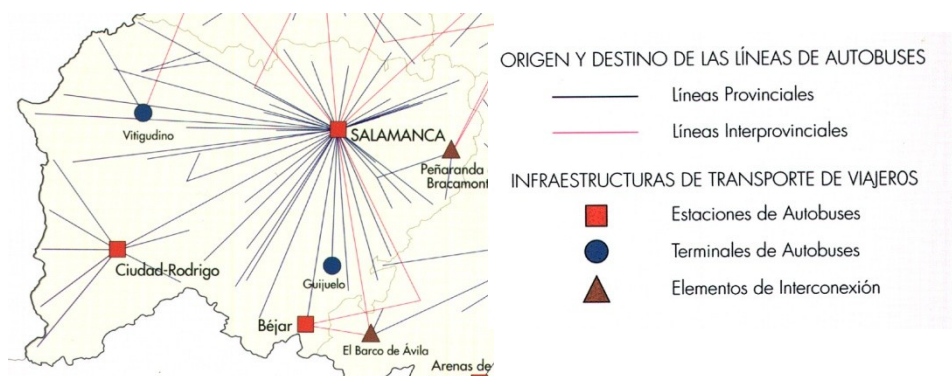 Vitigudino
SALAMANCA
Peñaranda
Bracamont
Ciudad-Rodrigo
Guijuelo
Béjar
El Barco de Ávila
Arenas de
ORIGEN Y DESTINO DE LAS LÍNEAS DE AUTOBUSES
Líneas Provinciales
Líneas Interprovinciales
INFRAESTRUCTURAS DE TRANSPORTE DE VIAJEROS
Estaciones de Autobuses
Terminales de Autobuses
Elementos de Interconexión